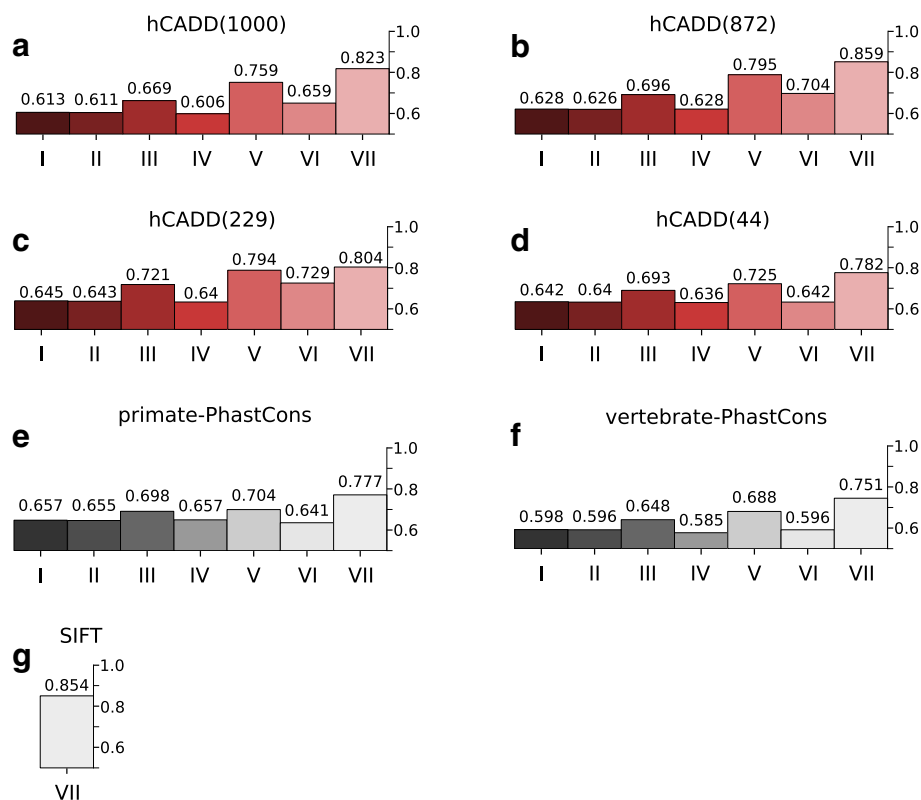 a
hCADD(1000)
1.0
0.8
0.6
0.613 0.611 0.669 0.606 0.759 0.659 0.823
I II III IV V VI VII
b
hCADD(872)
1.0
0.8
0.6
0.628 0.626 0.696 0.628 0.795 0.704 0.859
I II III IV V VI VII
c
hCADD(229)
1.0
0.8
0.6
0.645 0.643 0.721 0.64 0.794 0.729 0.804
I II III IV V VI VII
d
hCADD(44)
1.0
0.8
0.6
0.642 0.64 0.693 0.636 0.725 0.642 0.782
I II III IV V VI VII
e
primate-PhastCons
1.0
0.8
0.6
0.657 0.655 0.698 0.657 0.704 0.641 0.777
I II III IV V VI VII
f
vertebrate-PhastCons
1.0
0.8
0.6
0.598 0.596 0.648 0.585 0.688 0.596 0.751
I II III IV V VI VII
g
SIFT
1.0
0.8
0.6
0.854
VII